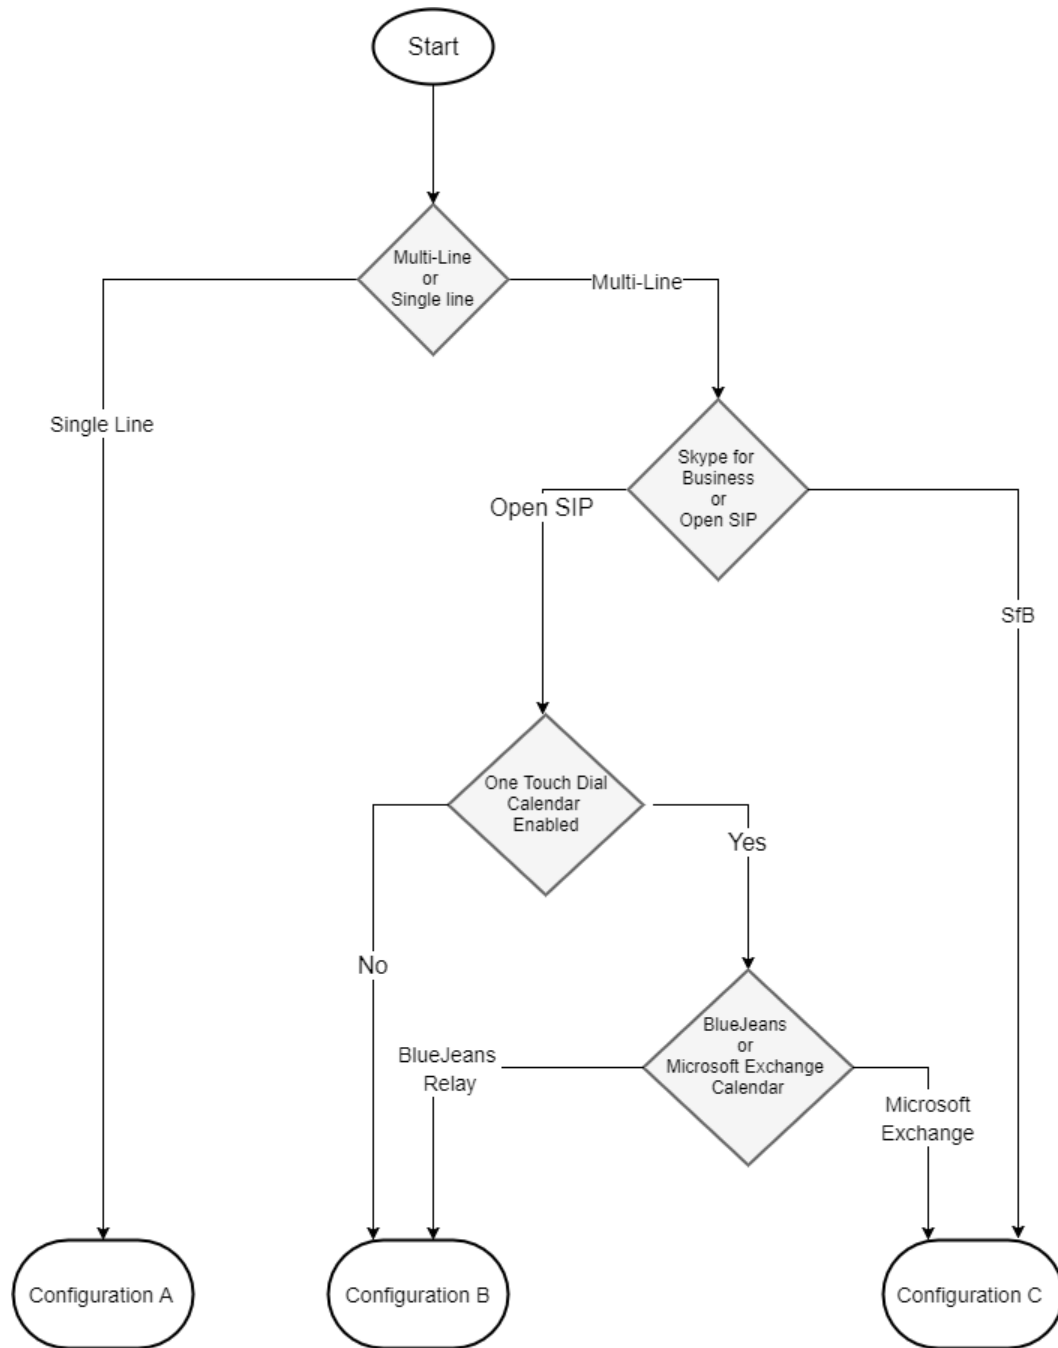 Start
Multi-Line
or
Single line
Multi-Line
Single Line
Skype for
Business
or
Open SIP
Open SIP
SfB
One Touch Dial
Calendar
Enabled
Yes
No
BlueJeans
or
Microsoft Exchange
Calendar
BlueJeans
Relay
Microsoft
Exchange
Configuration A
Configuration B
Configuration C